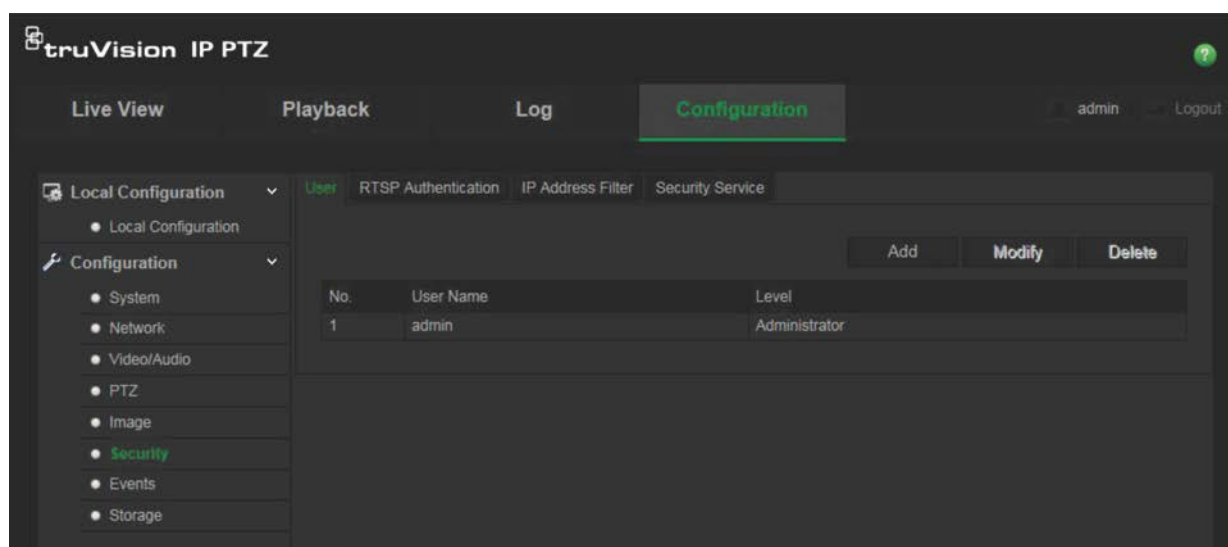 truVision IP PTZ
?
Live View Playback Log Configuration admin Logout
Local Configuration
Local Configuration
Configuration
System
Network
Video/Audio
PTZ
Image
Security
Events
Storage
User RTSP Authentication IP Address Filter Security Service
Add Modify Delete
No. User Name Level
1 admin Administrator